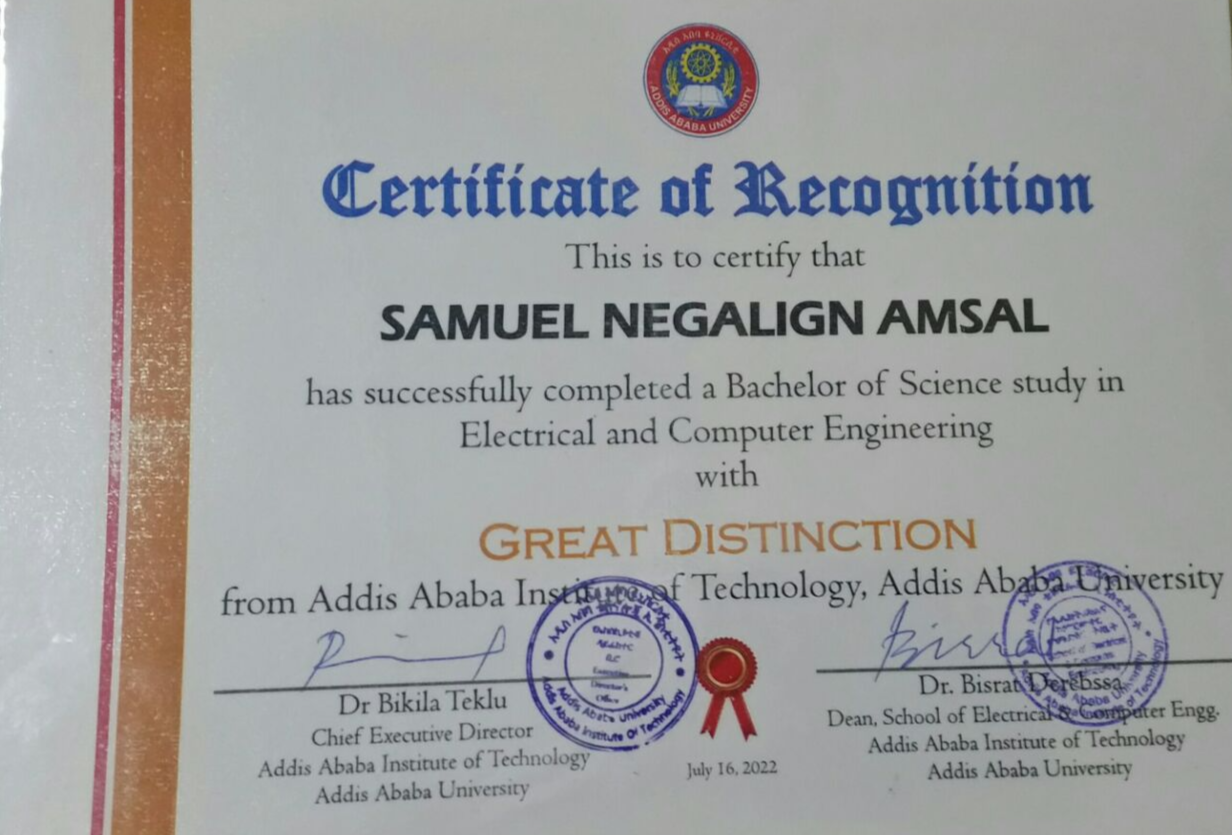 ADDIS ABABA UNIVERSITY
Certificate of Recognition
This is to certify that
SAMUEL NEGALIGN AMSAL
has successfully completed a Bachelor of Science study in
Electrical and Computer Engineering
with
GREAT DISTINCTION
from Addis Ababa Institute of Technology, Addis Ababa University
Dr Bikila Teklu
Chief Executive Director
Addis Ababa Institute of Technology
Addis Ababa University
Executive
Director's
Office
Addis Ababa University
Addis Ababa Institute Of Technology
July 16, 2022
Dr. Bisrat Derebssa
Dean, School of Electrical & Computer Engg.
Addis Ababa Institute of Technology
Addis Ababa University